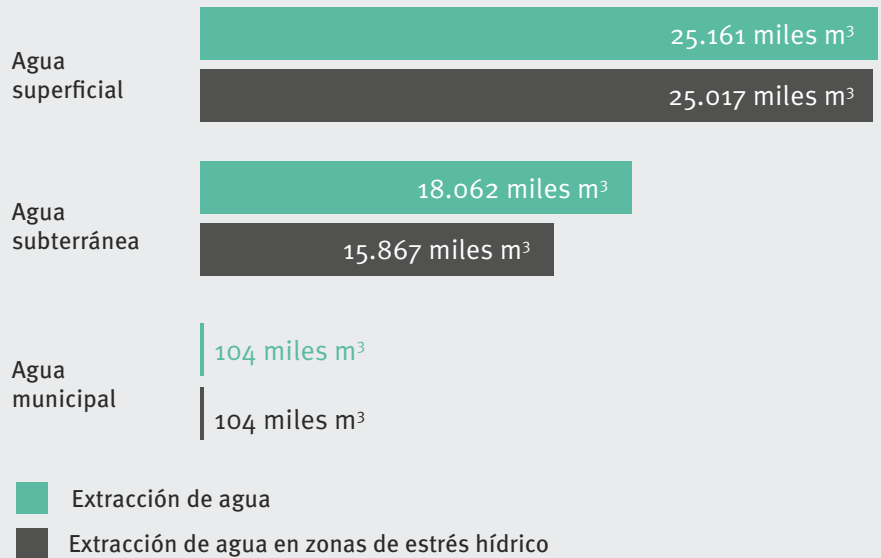 25.161 miles m³
Agua
superficial
25.017 miles m³
18.062 miles m³
Agua
subterránea
15.867 miles m³
104 miles m³
Agua
municipal
104 miles m³
Extracción de agua
Extracción de agua en zonas de estrés hídrico